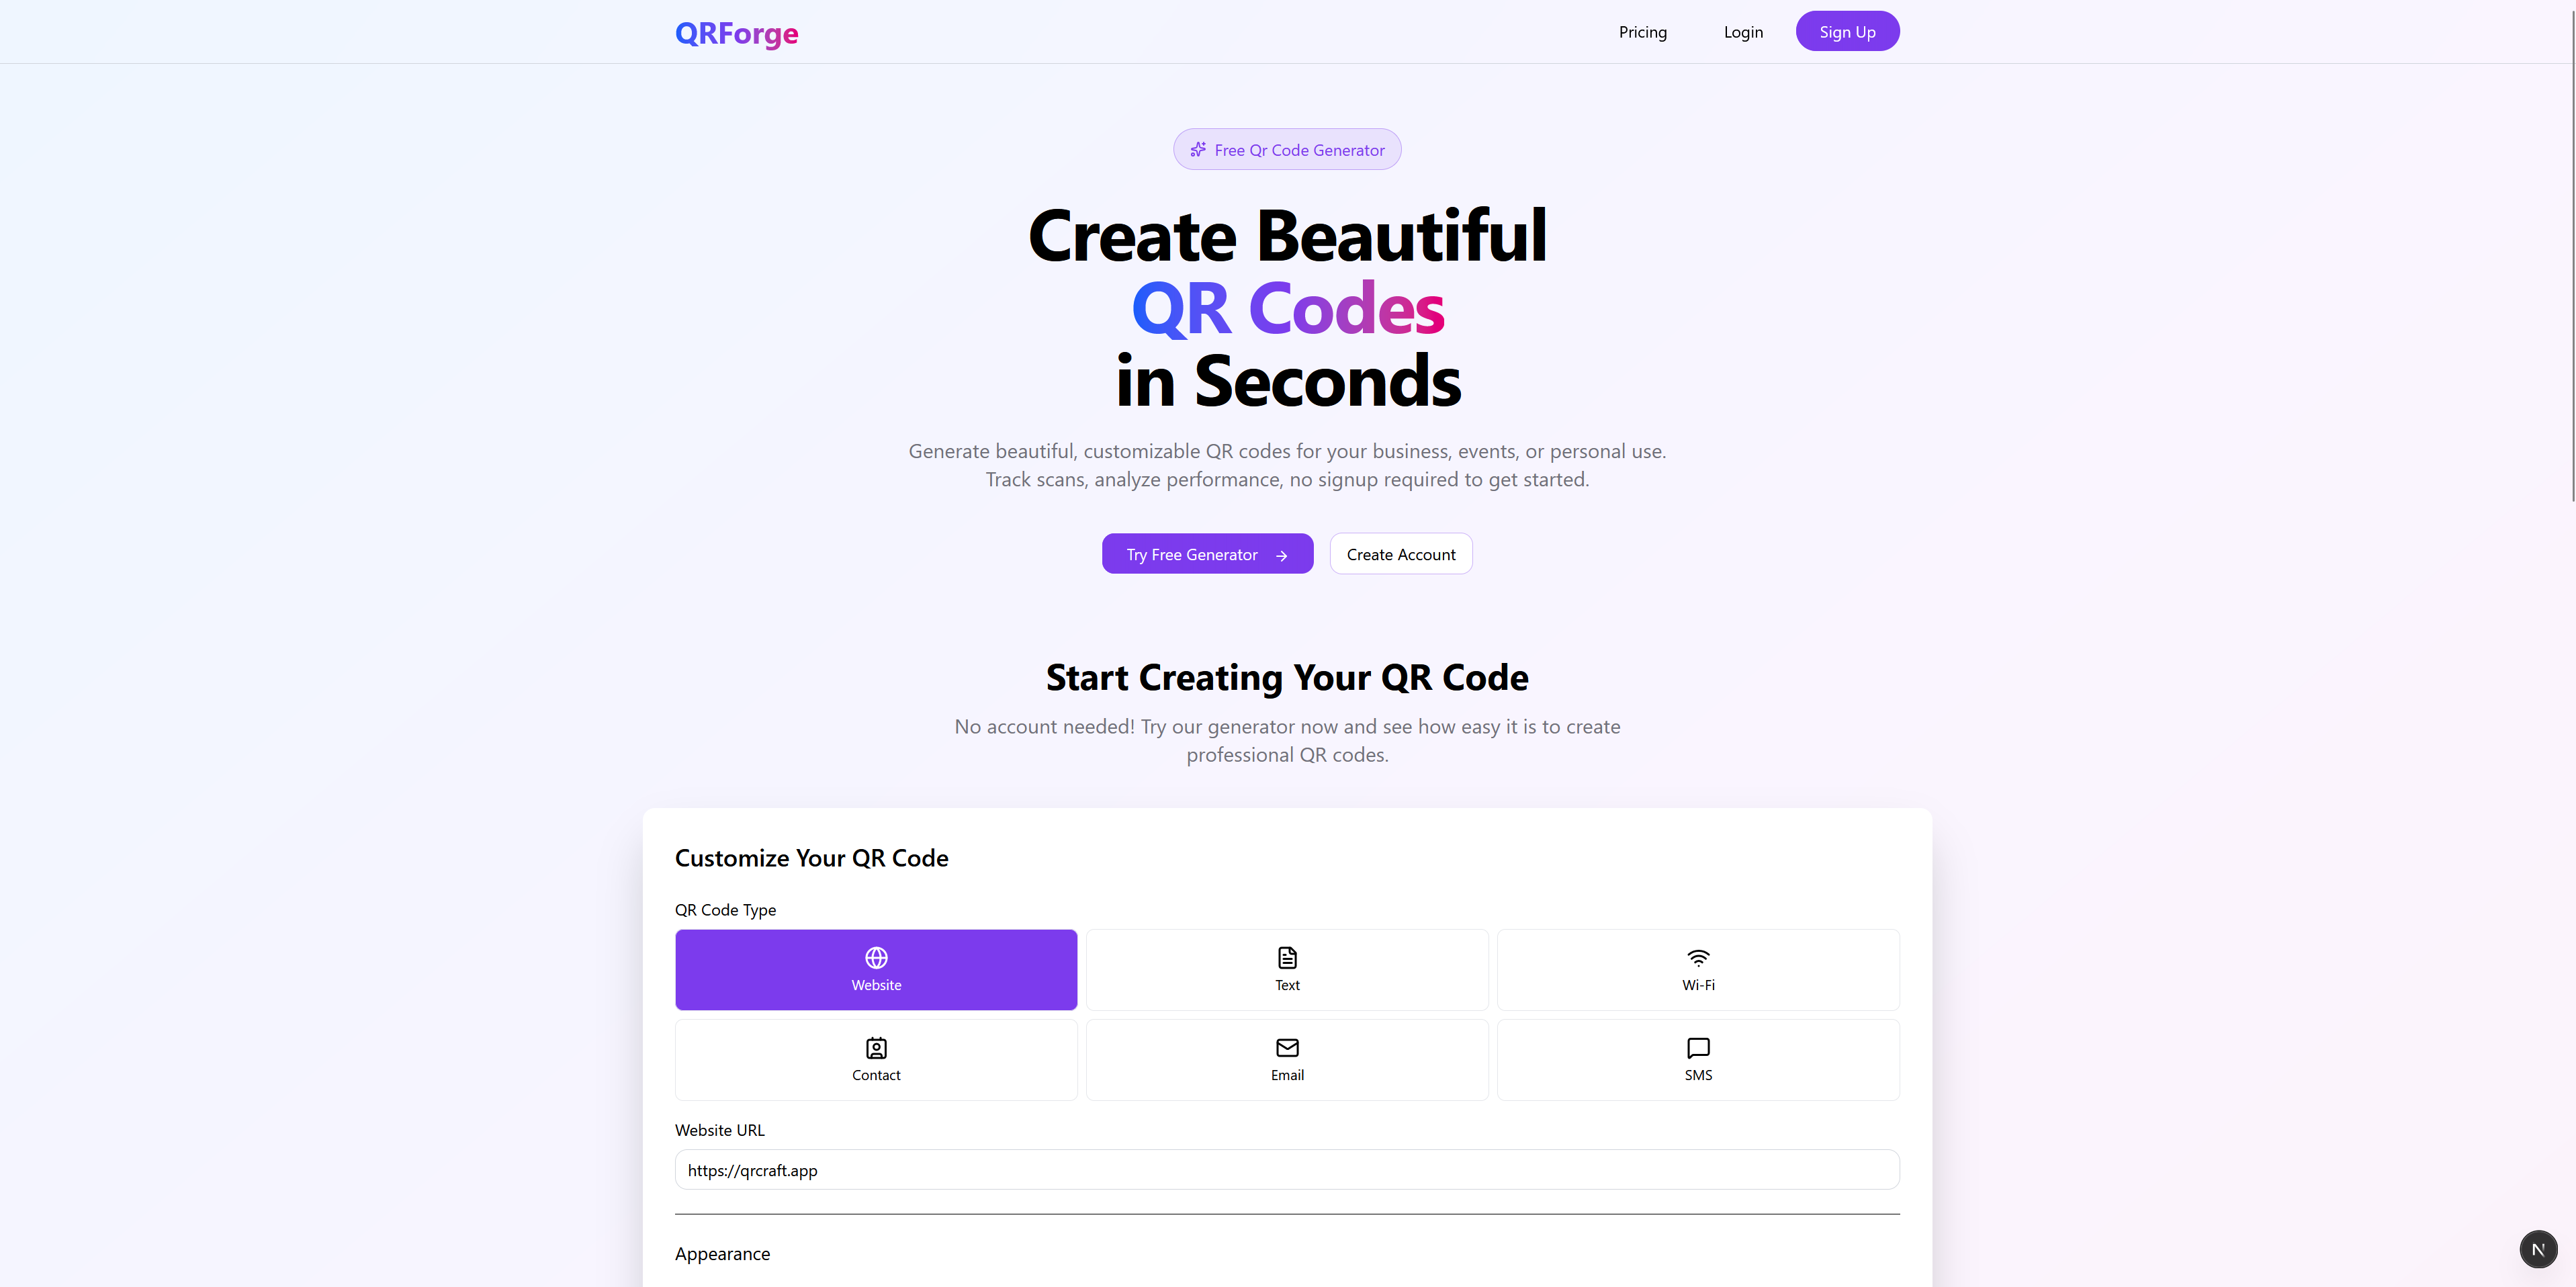 QRForge
Pricing
Login
Sign Up
Free Qr Code Generator
Create Beautiful
QR Codes
in Seconds
Generate beautiful, customizable QR codes for your business, events, or personal use.
Track scans, analyze performance, no signup required to get started.
Try Free Generator →
Create Account
Start Creating Your QR Code
No account needed! Try our generator now and see how easy it is to create
professional QR codes.
Customize Your QR Code
QR Code Type
Website
Text
Wi-Fi
Contact
Email
SMS
Website URL
https://qrcraft.app
Appearance
N